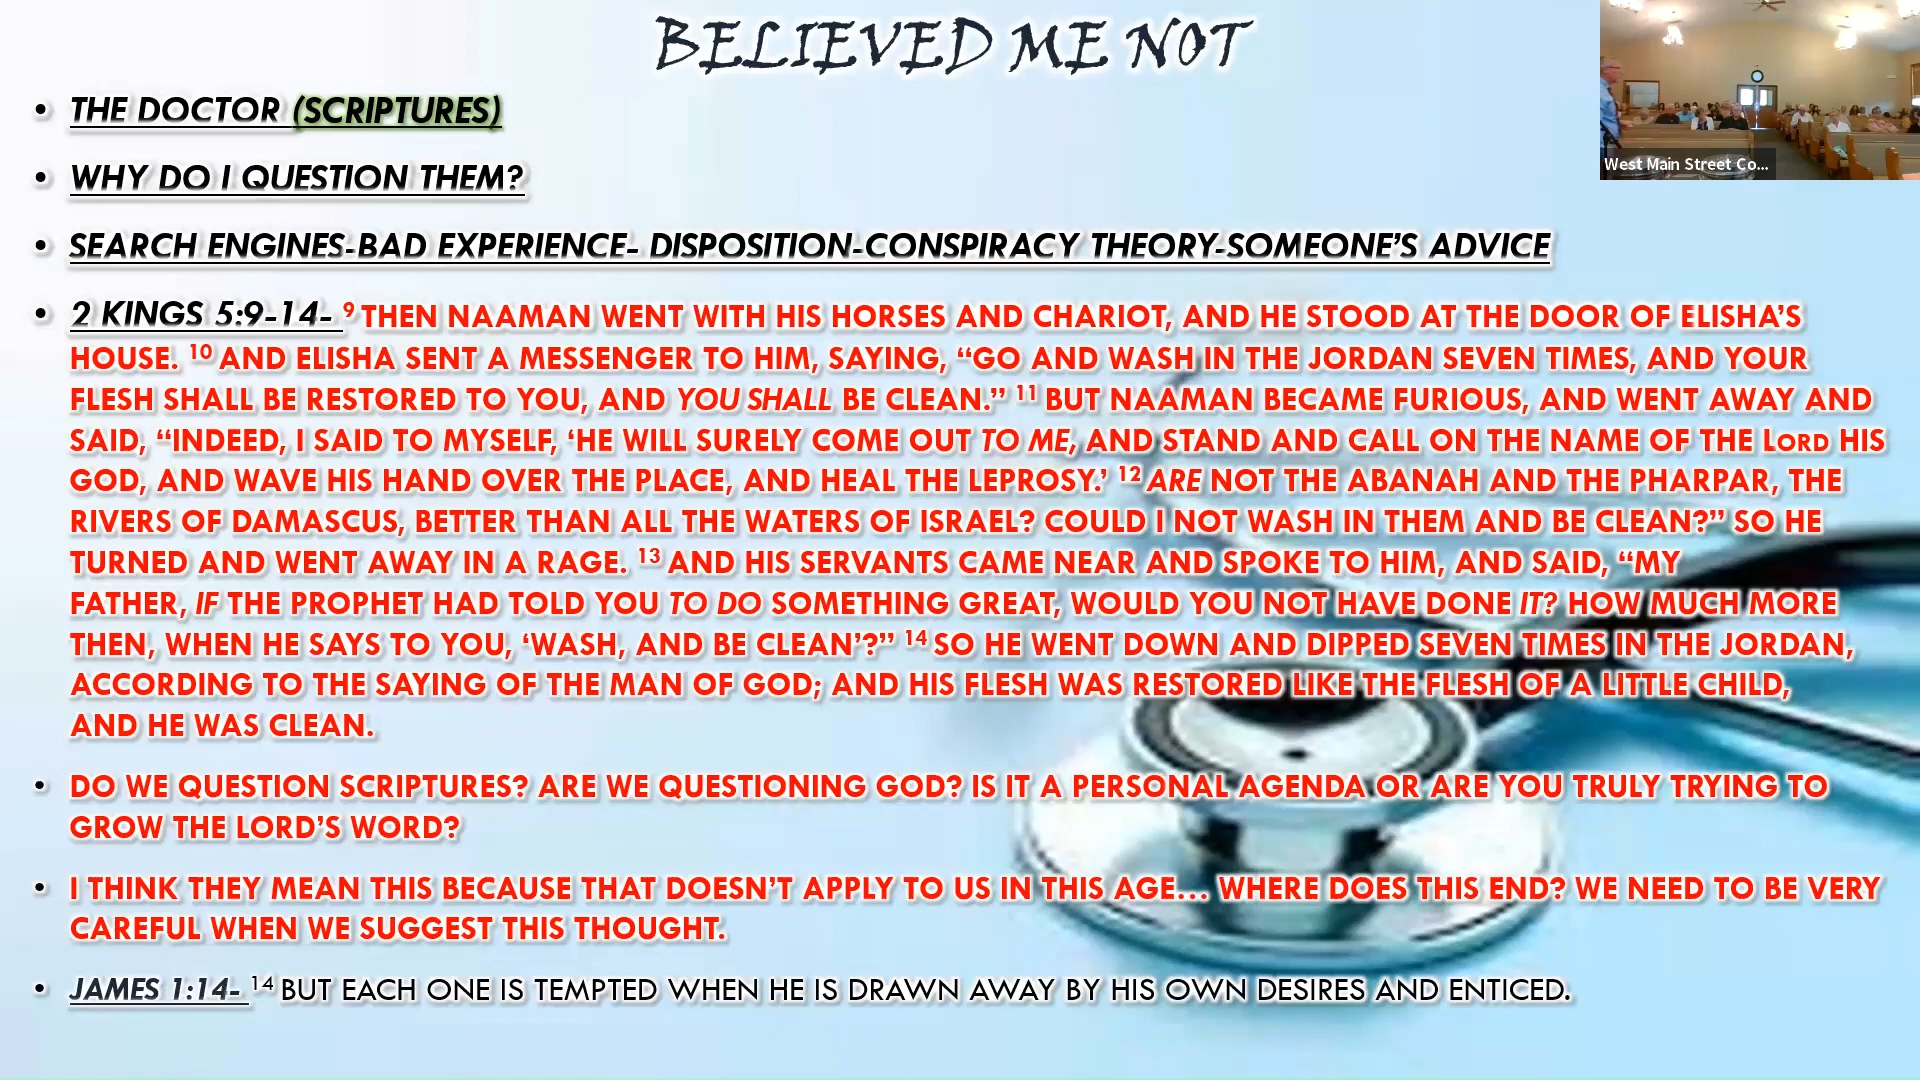 BELIEVED ME NOT
West Main Street Co...
• THE DOCTOR (SCRIPTURES)
• WHY DO I QUESTION THEM?
• SEARCH ENGINES-BAD EXPERIENCE- DISPOSITION-CONSPIRACY THEORY-SOMEONE’S ADVICE
• 2 KINGS 5:9-14- 9 THEN NAAMAN WENT WITH HIS HORSES AND CHARIOT, AND HE STOOD AT THE DOOR OF ELISHA’S
HOUSE. 10 AND ELISHA SENT A MESSENGER TO HIM, SAYING, “GO AND WASH IN THE JORDAN SEVEN TIMES, AND YOUR
FLESH SHALL BE RESTORED TO YOU, AND YOU SHALL BE CLEAN.” 11 BUT NAAMAN BECAME FURIOUS, AND WENT AWAY AND
SAID, “INDEED, I SAID TO MYSELF, ‘HE WILL SURELY COME OUT TO ME, AND STAND AND CALL ON THE NAME OF THE LORD HIS
GOD, AND WAVE HIS HAND OVER THE PLACE, AND HEAL THE LEPROSY.’ 12 ARE NOT THE ABANAH AND THE PHARPAR, THE
RIVERS OF DAMASCUS, BETTER THAN ALL THE WATERS OF ISRAEL? COULD I NOT WASH IN THEM AND BE CLEAN?” SO HE
TURNED AND WENT AWAY IN A RAGE. 13 AND HIS SERVANTS CAME NEAR AND SPOKE TO HIM, AND SAID, “MY
FATHER, IF THE PROPHET HAD TOLD YOU TO DO SOMETHING GREAT, WOULD YOU NOT HAVE DONE IT? HOW MUCH MORE
THEN, WHEN HE SAYS TO YOU, ‘WASH, AND BE CLEAN’?” 14 SO HE WENT DOWN AND DIPPED SEVEN TIMES IN THE JORDAN,
ACCORDING TO THE SAYING OF THE MAN OF GOD; AND HIS FLESH WAS RESTORED LIKE THE FLESH OF A LITTLE CHILD,
AND HE WAS CLEAN.
• DO WE QUESTION SCRIPTURES? ARE WE QUESTIONING GOD? IS IT A PERSONAL AGENDA OR ARE YOU TRULY TRYING TO
GROW THE LORD’S WORD?
• I THINK THEY MEAN THIS BECAUSE THAT DOESN’T APPLY TO US IN THIS AGE… WHERE DOES THIS END? WE NEED TO BE VERY
CAREFUL WHEN WE SUGGEST THIS THOUGHT.
• JAMES 1:14- 14 BUT EACH ONE IS TEMPTED WHEN HE IS DRAWN AWAY BY HIS OWN DESIRES AND ENTICED.